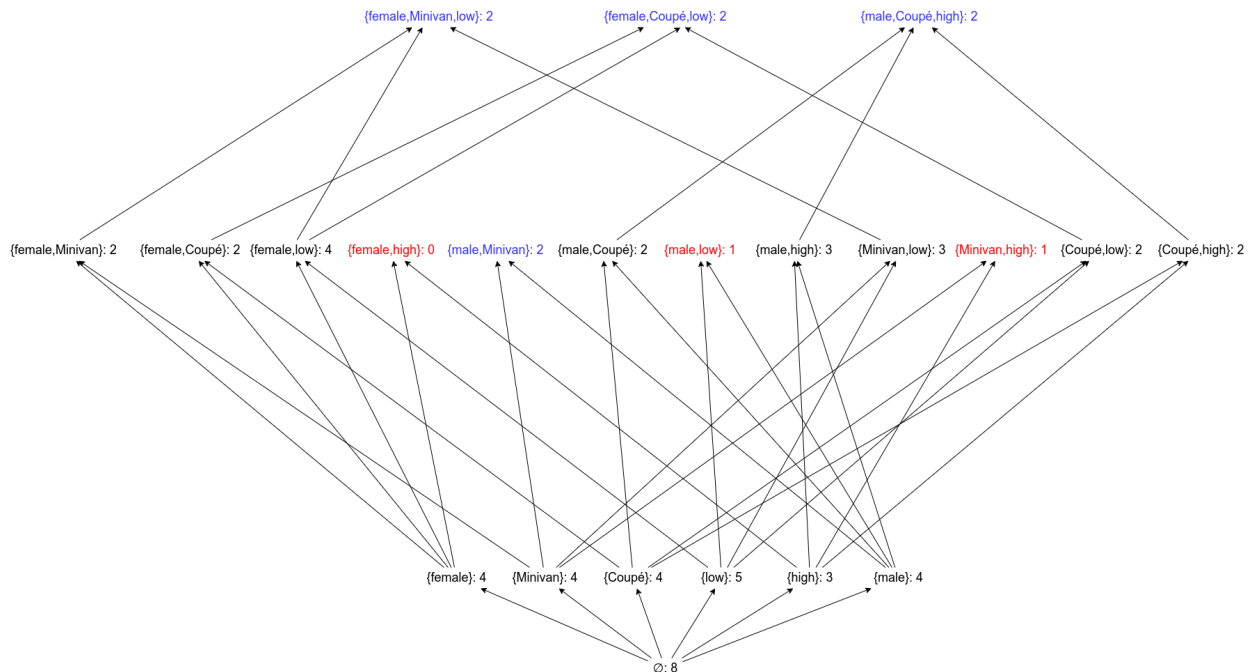 {female,Minivan,low}: 2 {female,Coupé,low}: 2 {male,Coupé,high}: 2
{female,Minivan}: 2 {female,Coupé}: 2 {female,low}: 4 {female,high}: 0 {male,Minivan}: 2 {male,Coupé}: 2 {male,low}: 1 {male,high}: 3 {Minivan,low}: 3 {Minivan,high}: 1 {Coupé,low}: 2 {Coupé,high}: 2
{female}: 4 {Minivan}: 4 {Coupé}: 4 {low}: 5 {high}: 3 {male}: 4
∅: 8